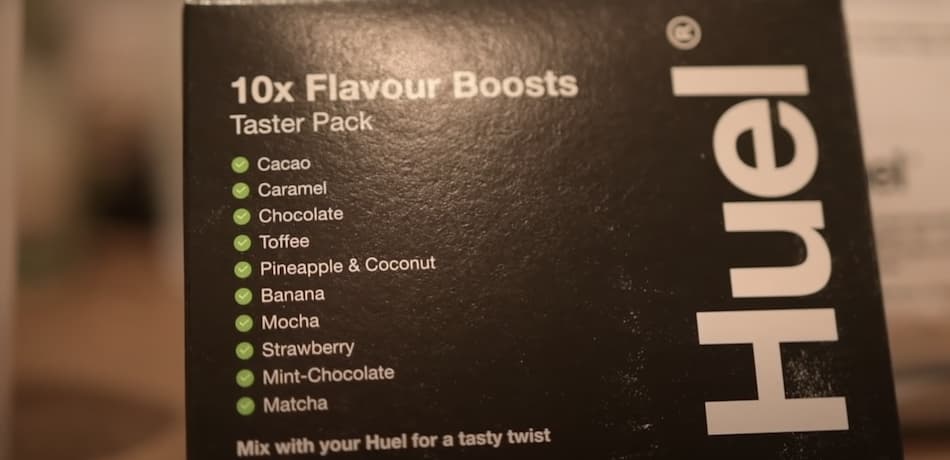 10x Flavour Boosts
Taster Pack
Cacao
Caramel
Chocolate
Toffee
Pineapple & Coconut
Banana
Mocha
Strawberry
Mint-Chocolate
Matcha
Mix with your Huel for a tasty twist
Huel®